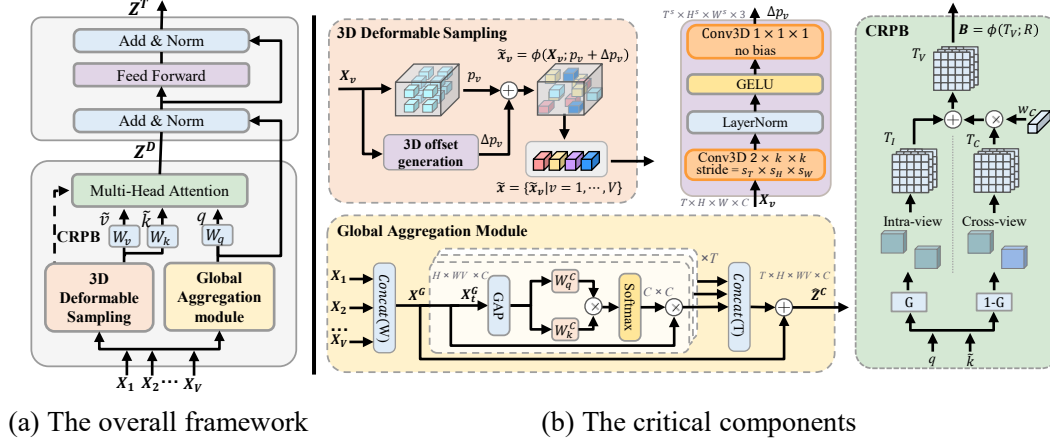 Z^T
Add & Norm
Feed Forward
Add & Norm
Z^D
Multi-Head Attention
ṽ k̃ q
CRPB
W_v W_k W_q
3D Deformable Sampling
Global Aggregation module
X_1 X_2 ⋯ X_V
(a) The overall framework
3D Deformable Sampling
x̃_v = ϕ(X_v; p_v + Δp_v)
X_v
p_v
+
3D offset generation
Δp_v
x̃ = {x̃_v|v = 1,⋯,V}
T^s × H^s × W^s × 3
Δp_v
Conv3D 1 × 1 × 1
no bias
GELU
LayerNorm
Conv3D 2 × k × k
stride = s_T × s_H × s_W
T × H × W × C
X_v
Global Aggregation Module
X_1
X_2
...
X_V
Concat(W)
X^G
H × WV × C
X_t^G
GAP
W_q^C
W_k^C
×
Softmax
C × C
×
×T
Concat(T)
T × H × WV × C
+
Z̃^C
CRPB
B = ϕ(T_V; R)
T_V
w_C
+ ×
T_I T_C
Intra-view Cross-view
G 1-G
q k̃
(b) The critical components